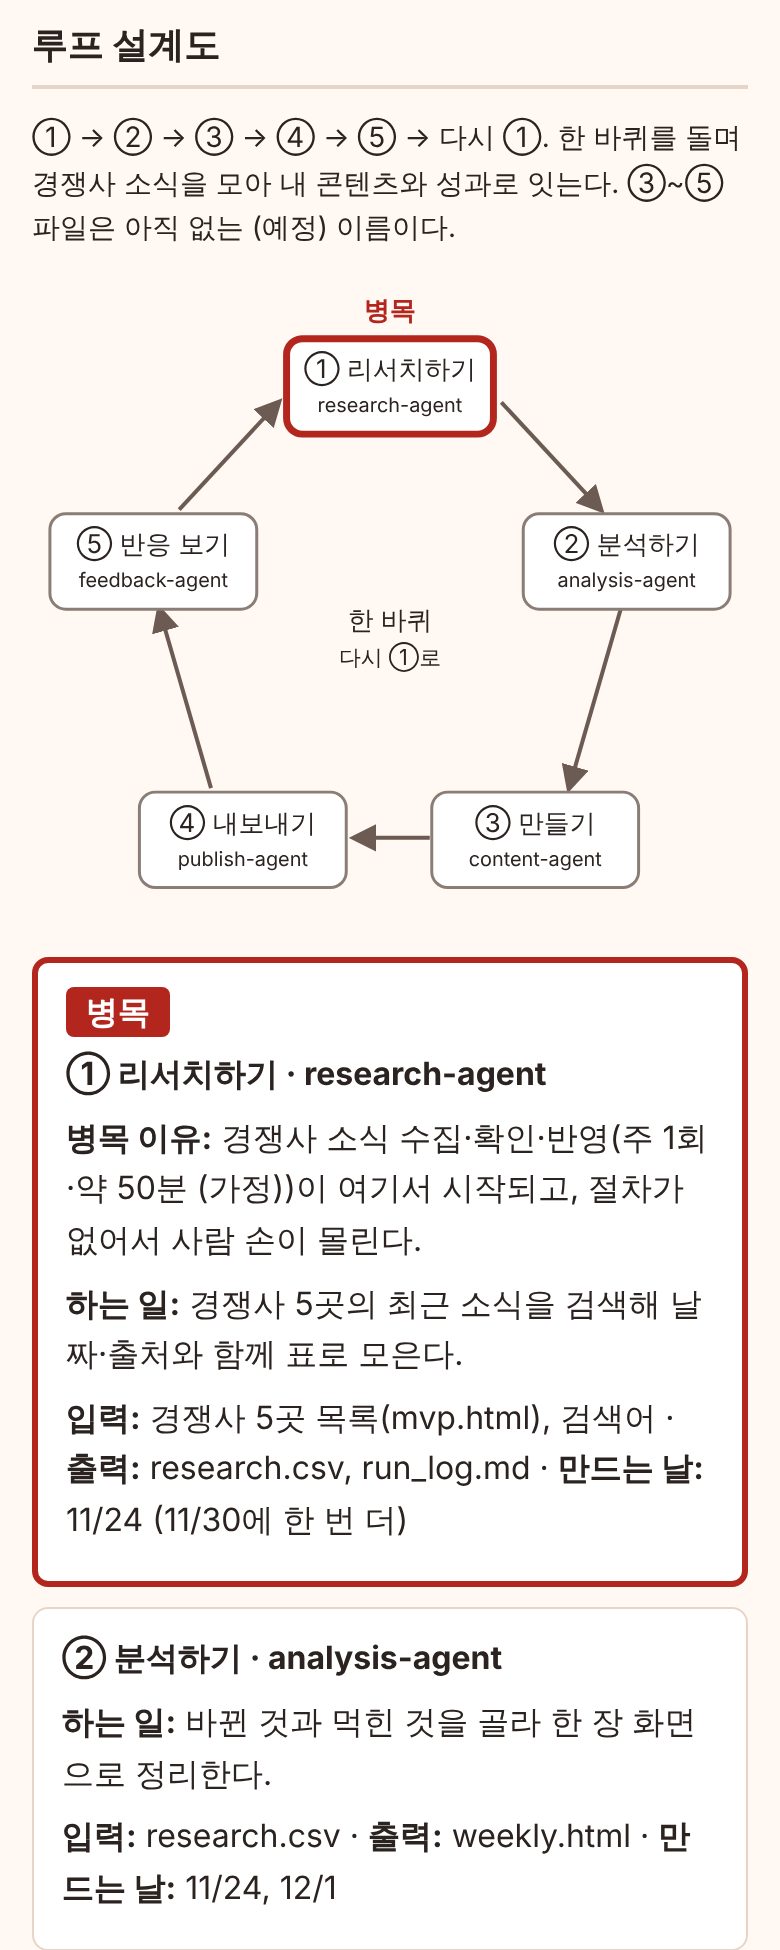 루프 설계도
① → ② → ③ → ④ → ⑤ → 다시 ①. 한 바퀴를 돌며
경쟁사 소식을 모아 내 콘텐츠와 성과로 잇는다. ③~⑤
파일은 아직 없는 (예정) 이름이다.
병목
① 리서치하기
research-agent
⑤ 반응 보기
feedback-agent
② 분석하기
analysis-agent
한 바퀴
다시 ①로
④ 내보내기
publish-agent
③ 만들기
content-agent
병목
① 리서치하기 · research-agent
병목 이유: 경쟁사 소식 수집·확인·반영(주 1회
·약 50분 (가정))이 여기서 시작되고, 절차가
없어서 사람 손이 몰린다.
하는 일: 경쟁사 5곳의 최근 소식을 검색해 날
짜·출처와 함께 표로 모은다.
입력: 경쟁사 5곳 목록(mvp.html), 검색어 ·
출력: research.csv, run_log.md · 만드는 날:
11/24 (11/30에 한 번 더)
② 분석하기 · analysis-agent
하는 일: 바뀐 것과 먹힌 것을 골라 한 장 화면
으로 정리한다.
입력: research.csv · 출력: weekly.html · 만
드는 날: 11/24, 12/1